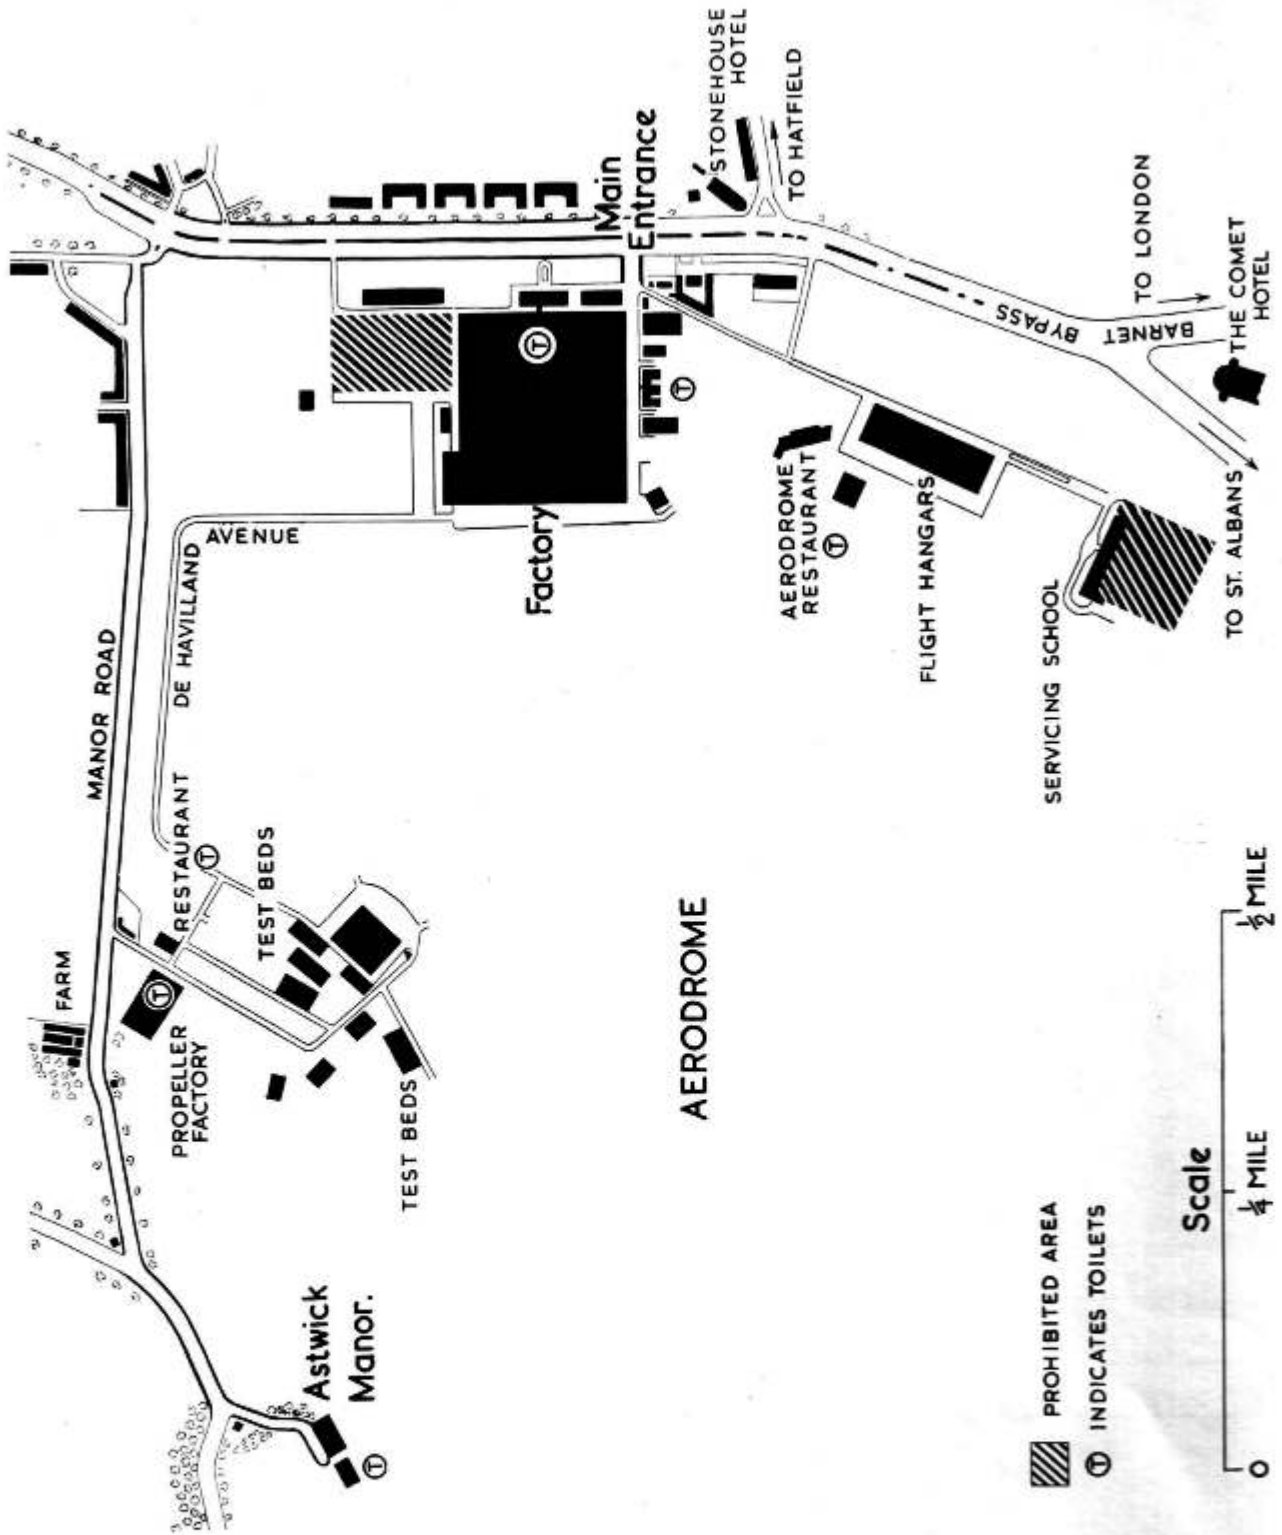 MANOR ROAD
FARM
RESTAURANT
T
PROPELLER
FACTORY
T
TEST BEDS
TEST BEDS
Astwick
Manor.
T
DE HAVILLAND
AVENUE
Factory
T
T
Main
Entrance
STONEHOUSE
HOTEL
TO HATFIELD
AERODROME
RESTAURANT
T
FLIGHT HANGARS
SERVICING SCHOOL
BARNET
BYPASS
TO LONDON
THE COMET
HOTEL
TO ST. ALBANS
AERODROME
PROHIBITED AREA
T INDICATES TOILETS
Scale
0
¼ MILE
½ MILE